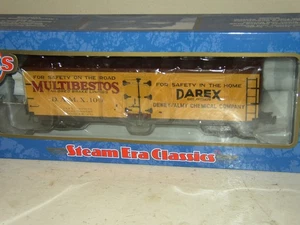 FOR SAFETY ON THE ROAD
MULTIBESTOS
FOR SAFETY IN THE HOME
DAREX
DEWEY & ALMY CHEMICAL COMPANY
Steam Era Classics